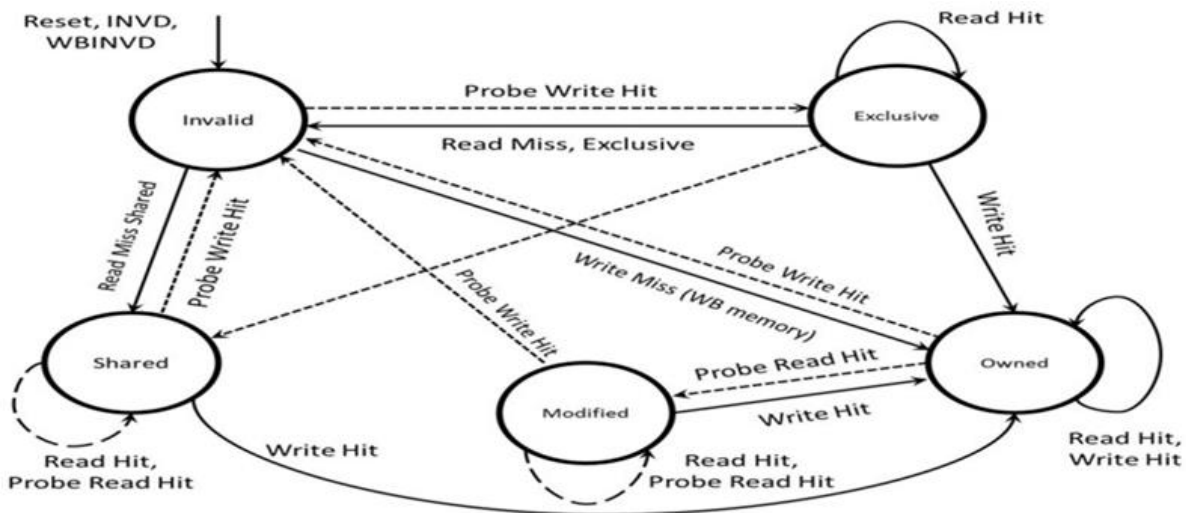 Reset, INVD,
WBINVD
Read Hit
Invalid
Probe Write Hit
Exclusive
Read Miss, Exclusive
Read Miss Shared
Probe Write Hit
Write Hit
Probe Write Hit
Write Miss (WB memory)
Probe Write Hit
Shared
Probe Read Hit
Owned
Modified
Write Hit
Read Hit,
Probe Read Hit
Write Hit
Read Hit,
Probe Read Hit
Read Hit,
Write Hit